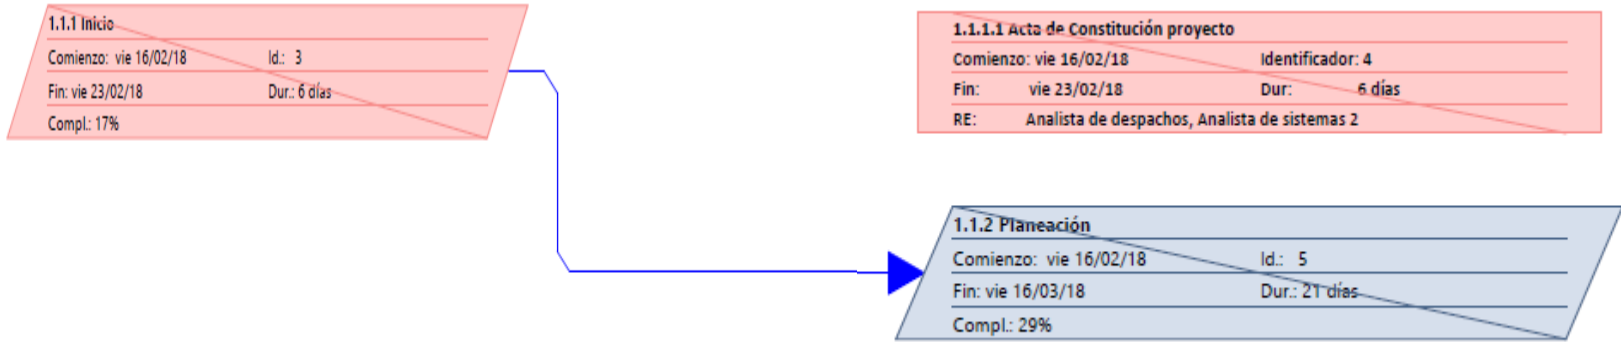 1.1.1 Inicio
Comienzo: vie 16/02/18 Id.: 3
Fin: vie 23/02/18 Dur.: 6 días
Compl.: 17%
1.1.1.1 Acta de Constitución proyecto
Comienzo: vie 16/02/18 Identificador: 4
Fin: vie 23/02/18 Dur: 6 días
RE: Analista de despachos, Analista de sistemas 2
1.1.2 Planeación
Comienzo: vie 16/02/18 Id.: 5
Fin: vie 16/03/18 Dur.: 21 días
Compl.: 29%